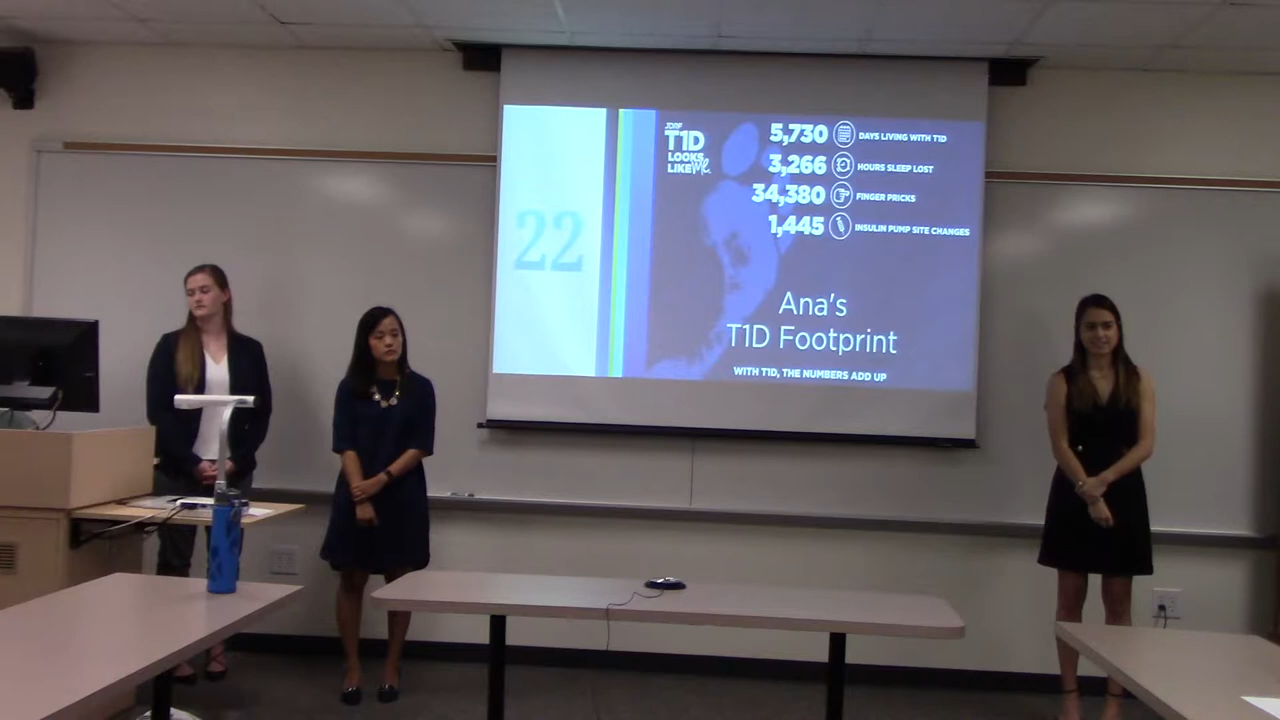 22
JDRF
T1D
LOOKS
LIKE me.
5,730 DAYS LIVING WITH T1D
3,266 HOURS SLEEP LOST
34,380 FINGER PRICKS
1,445 INSULIN PUMP SITE CHANGES
Ana's
T1D Footprint
WITH T1D, THE NUMBERS ADD UP